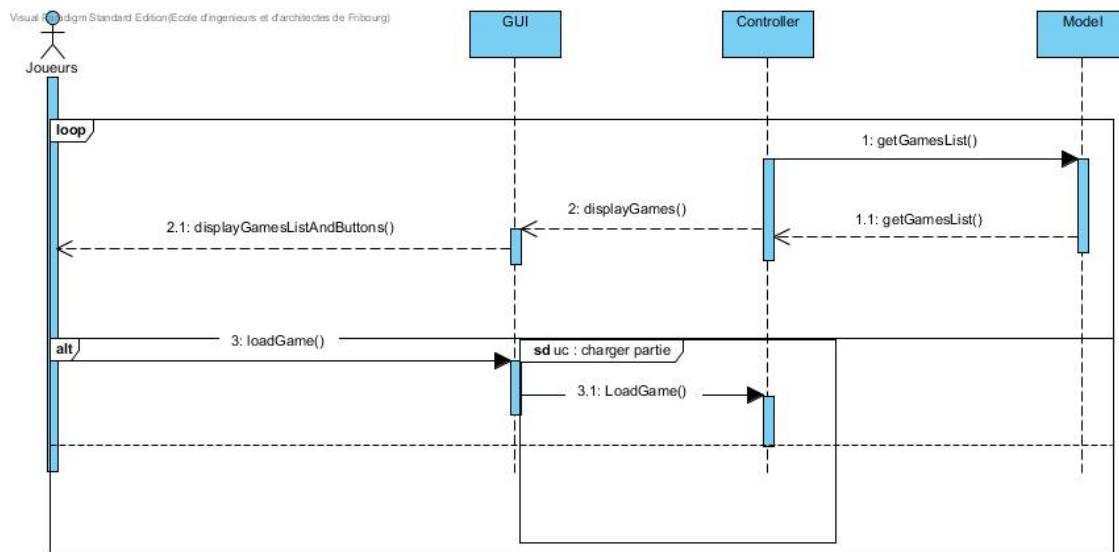 Visual Paradigm Standard Edition(Ecole d'ingenieurs et d'architectes de Fribourg)
Joueurs
GUI
Controller
Model
loop
1: getGamesList()
2: displayGames()
1.1: getGamesList()
2.1: displayGamesListAndButtons()
alt
3: loadGame()
sd uc : charger partie
3.1: LoadGame()